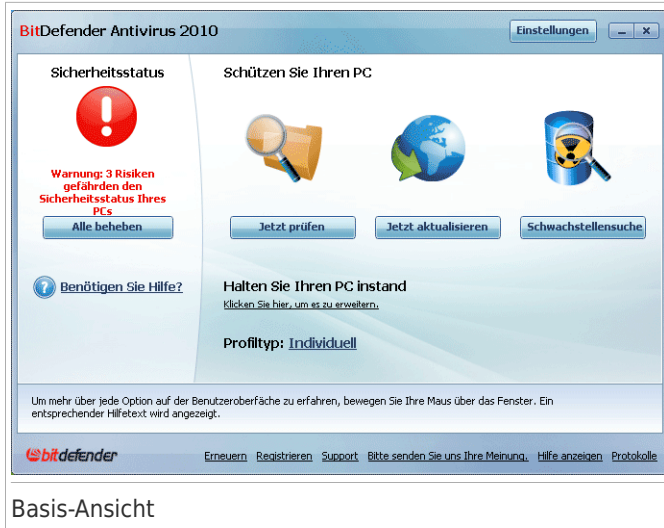 BitDefender Antivirus 2010
Einstellungen
Sicherheitsstatus
Warnung: 3 Risiken
gefährden den
Sicherheitsstatus Ihres
PCs
Alle beheben
Benötigen Sie Hilfe?
Schützen Sie Ihren PC
Jetzt prüfen
Jetzt aktualisieren
Schwachstellensuche
Halten Sie Ihren PC instand
Klicken Sie hier, um es zu erweitern.
Profiltyp: Individuell
Um mehr über jede Option auf der Benutzeroberfäche zu erfahren, bewegen Sie Ihre Maus über das Fenster. Ein
entsprechender Hilfetext wird angezeigt.
bitdefender
Erneuern Registrieren Support Bitte senden Sie uns Ihre Meinung. Hilfe anzeigen Protokolle
Basis-Ansicht